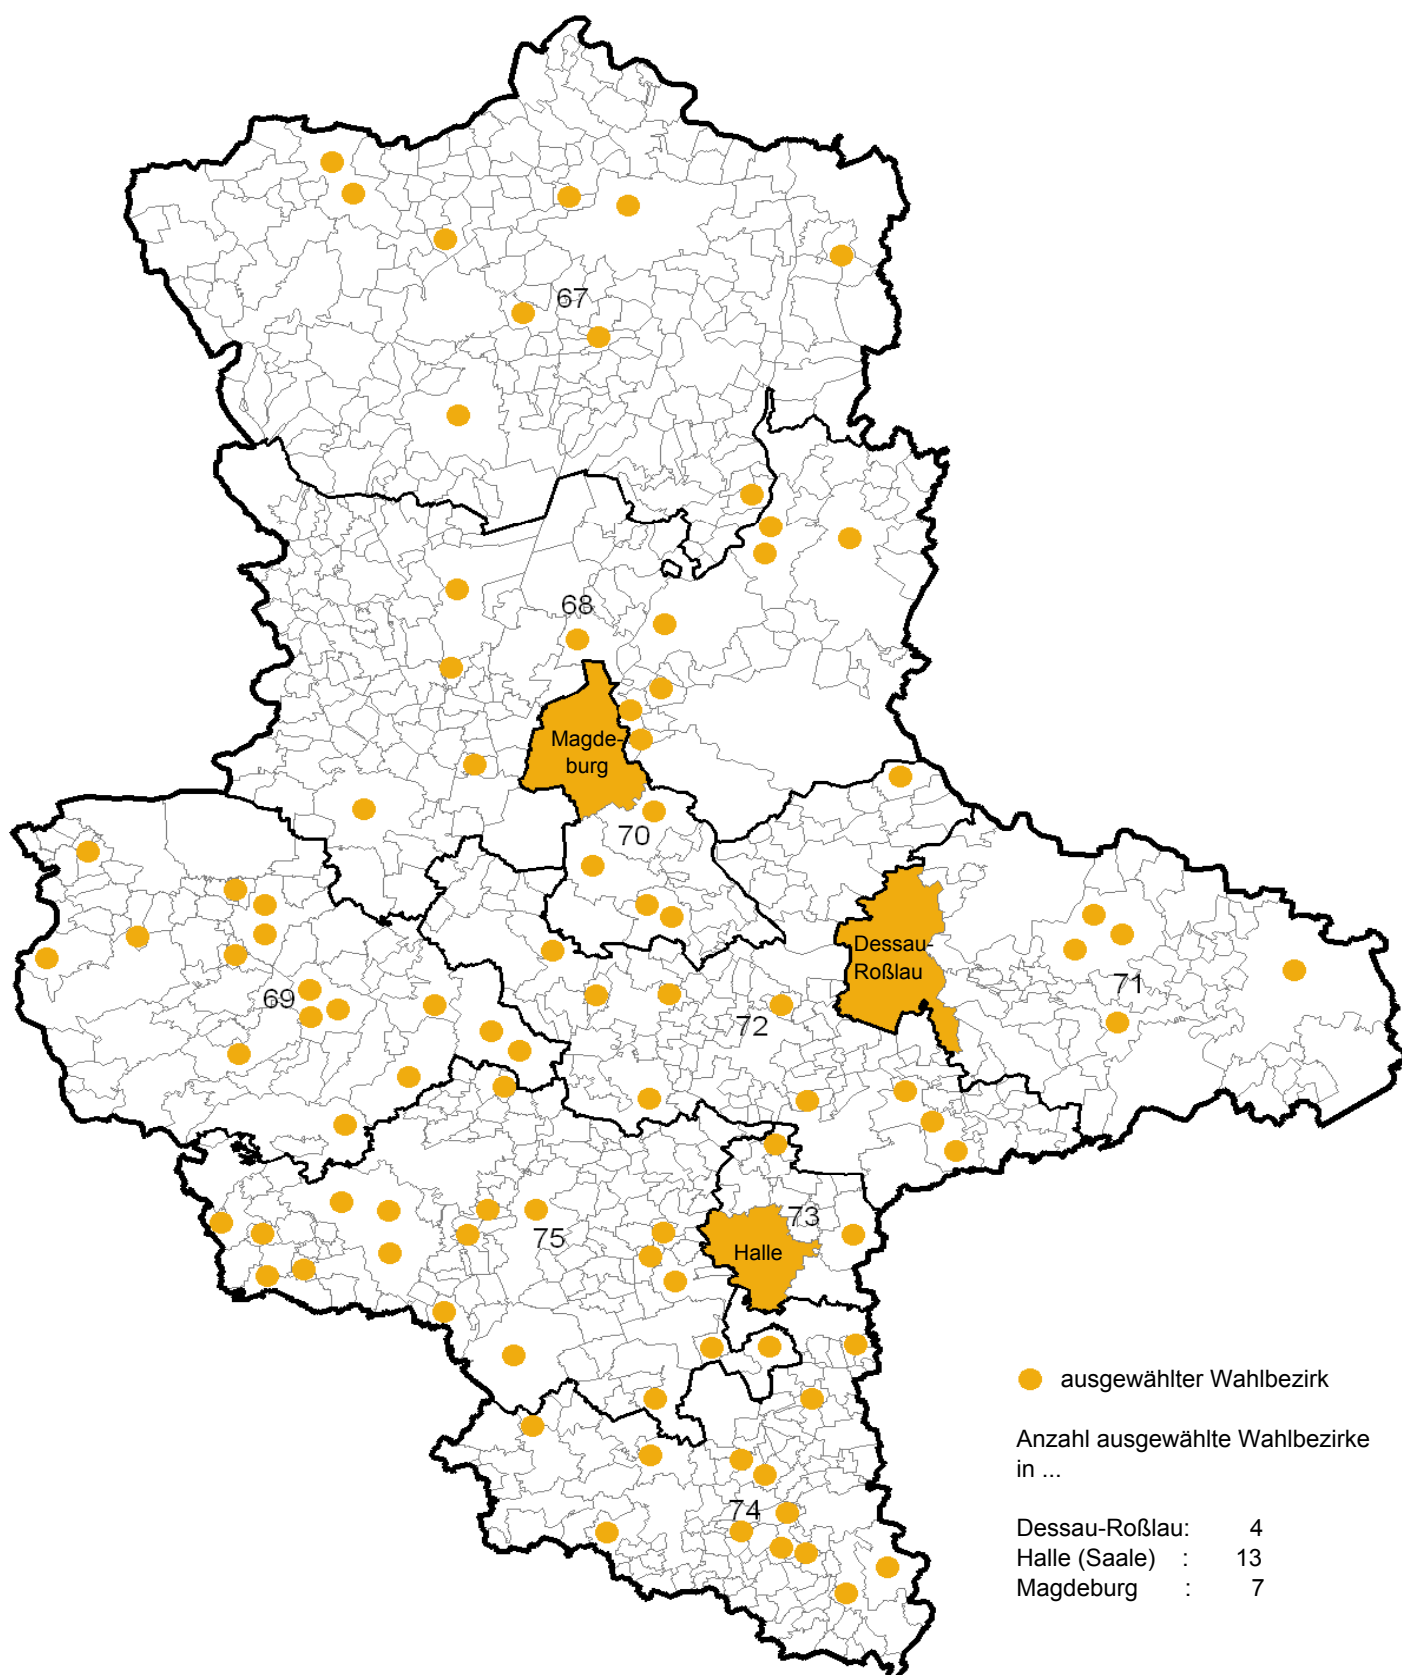 67
68
Magde-
burg
70
Dessau-
Roßlau
71
69
72
73
75
Halle
74
ausgewählter Wahlbezirk
Anzahl ausgewählte Wahlbezirke
in ...
Dessau-Roßlau: 4
Halle (Saale) : 13
Magdeburg : 7